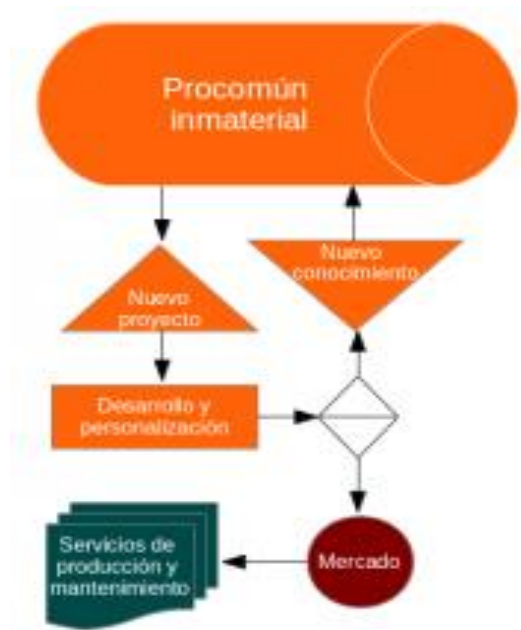 Procomún
inmaterial
Nuevo
conocimiento
Nuevo
proyecto
Desarrollo y
personalización
Servicios de
producción y
mantenimiento
Mercado